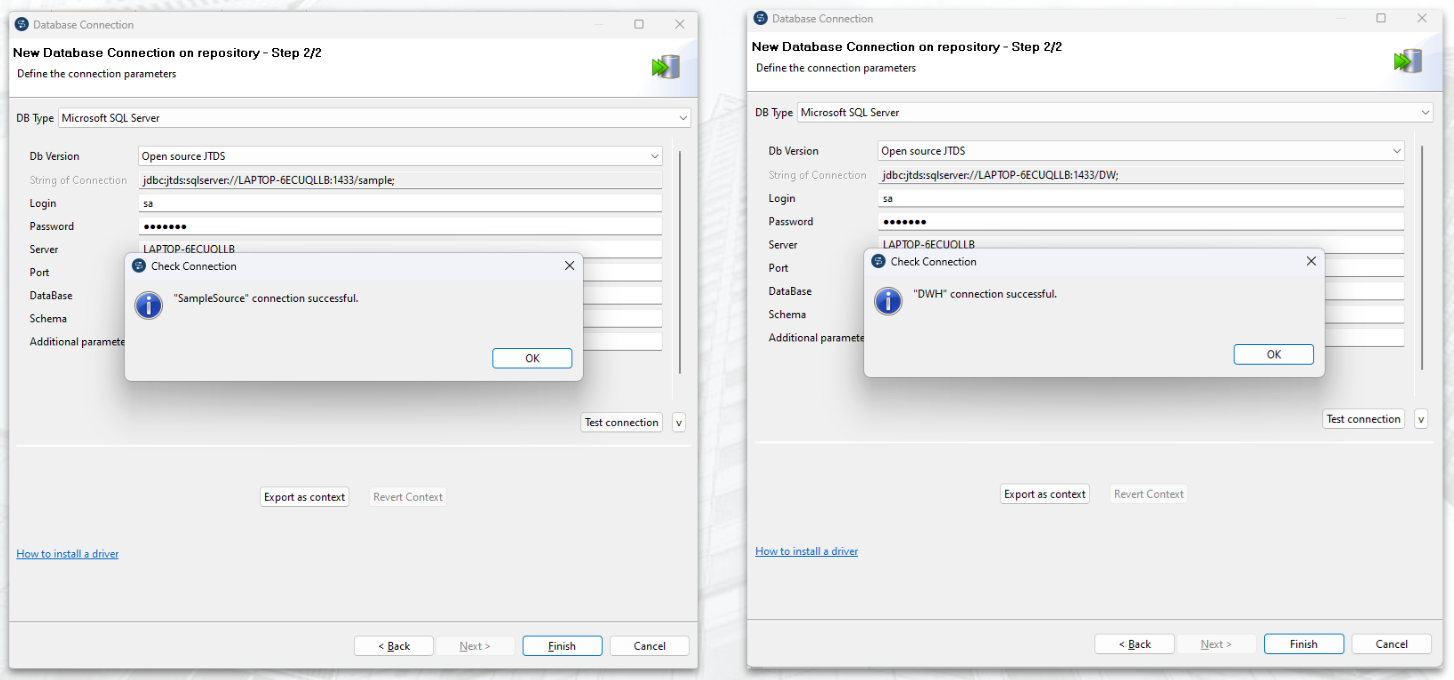 Database Connection
New Database Connection on repository - Step 2/2
Define the connection parameters
DB Type Microsoft SQL Server
Db Version Open source JTDS
String of Connection jdbc:jtds:sqlserver://LAPTOP-6ECUQLLB:1433/sample;
Login sa
Password •••••••
Server LAPTOP-6ECUQLLB
Port
DataBase
Schema
Additional paramete
Check Connection
"SampleSource" connection successful.
OK
Test connection v
Export as context Revert Context
How to install a driver
< Back Next > Finish Cancel
Database Connection
New Database Connection on repository - Step 2/2
Define the connection parameters
DB Type Microsoft SQL Server
Db Version Open source JTDS
String of Connection jdbc:jtds:sqlserver://LAPTOP-6ECUQLLB:1433/DW;
Login sa
Password •••••••
Server LAPTOP-6ECUQLLB
Port
DataBase
Schema
Additional paramete
Check Connection
"DWH" connection successful.
OK
Test connection v
Export as context Revert Context
How to install a driver
< Back Next > Finish Cancel